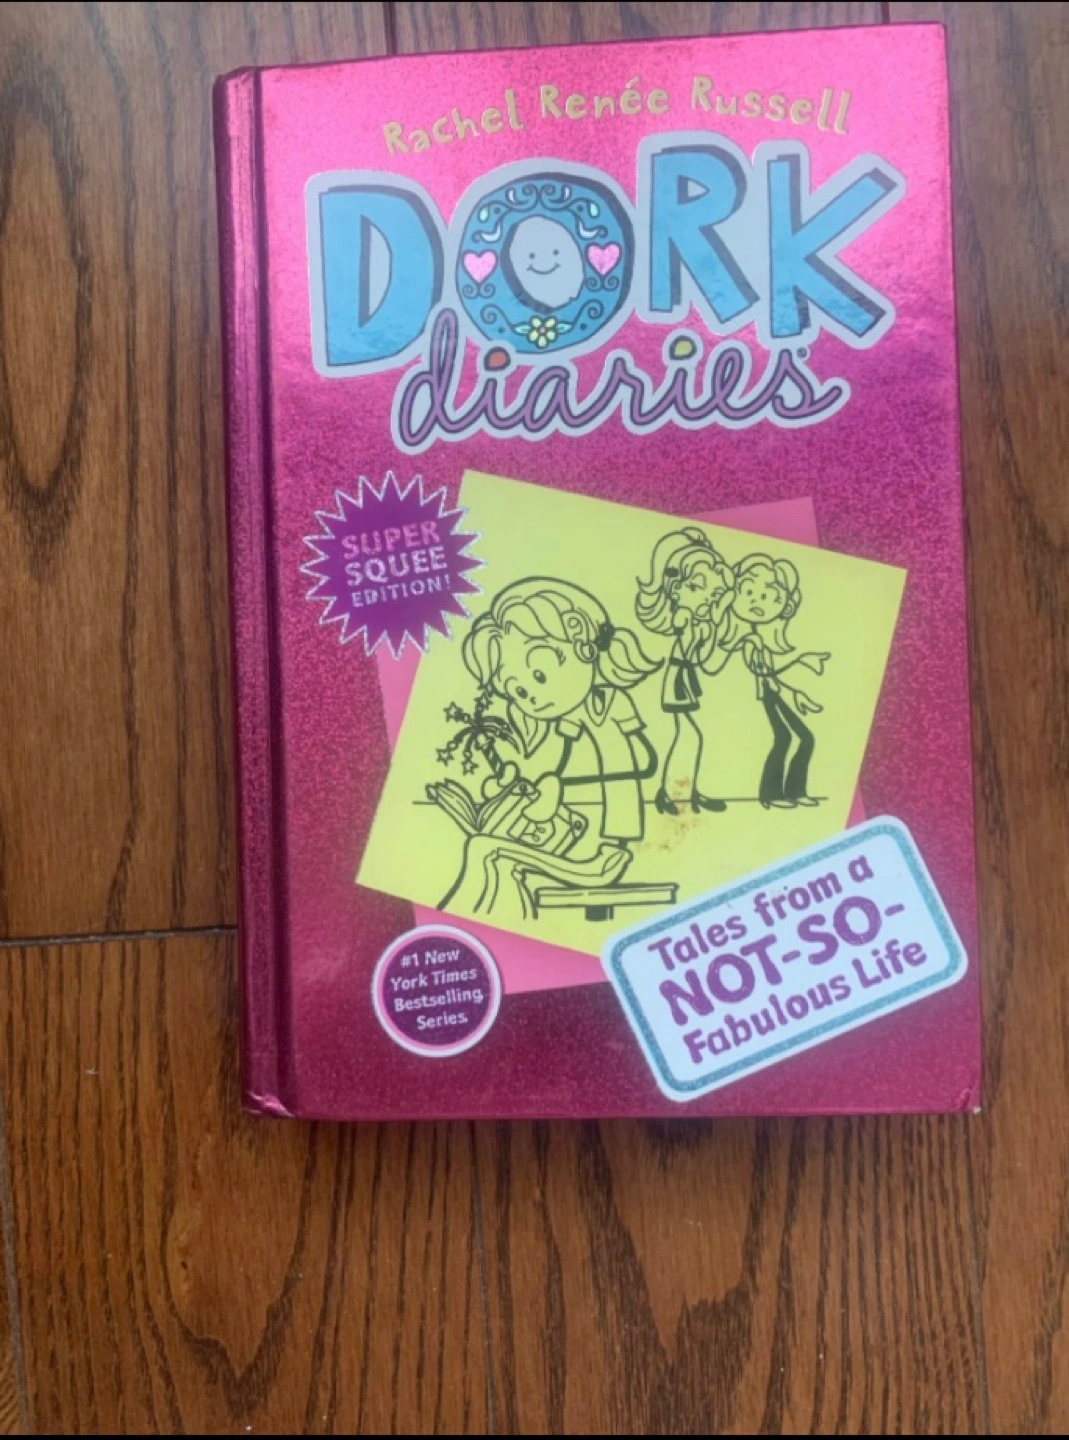 Rachel Renée Russell
DORK
diaries®
SUPER
SQUEE
EDITION!
Tales from a
NOT-SO-
Fabulous Life
#1 New
York Times
Bestselling
Series